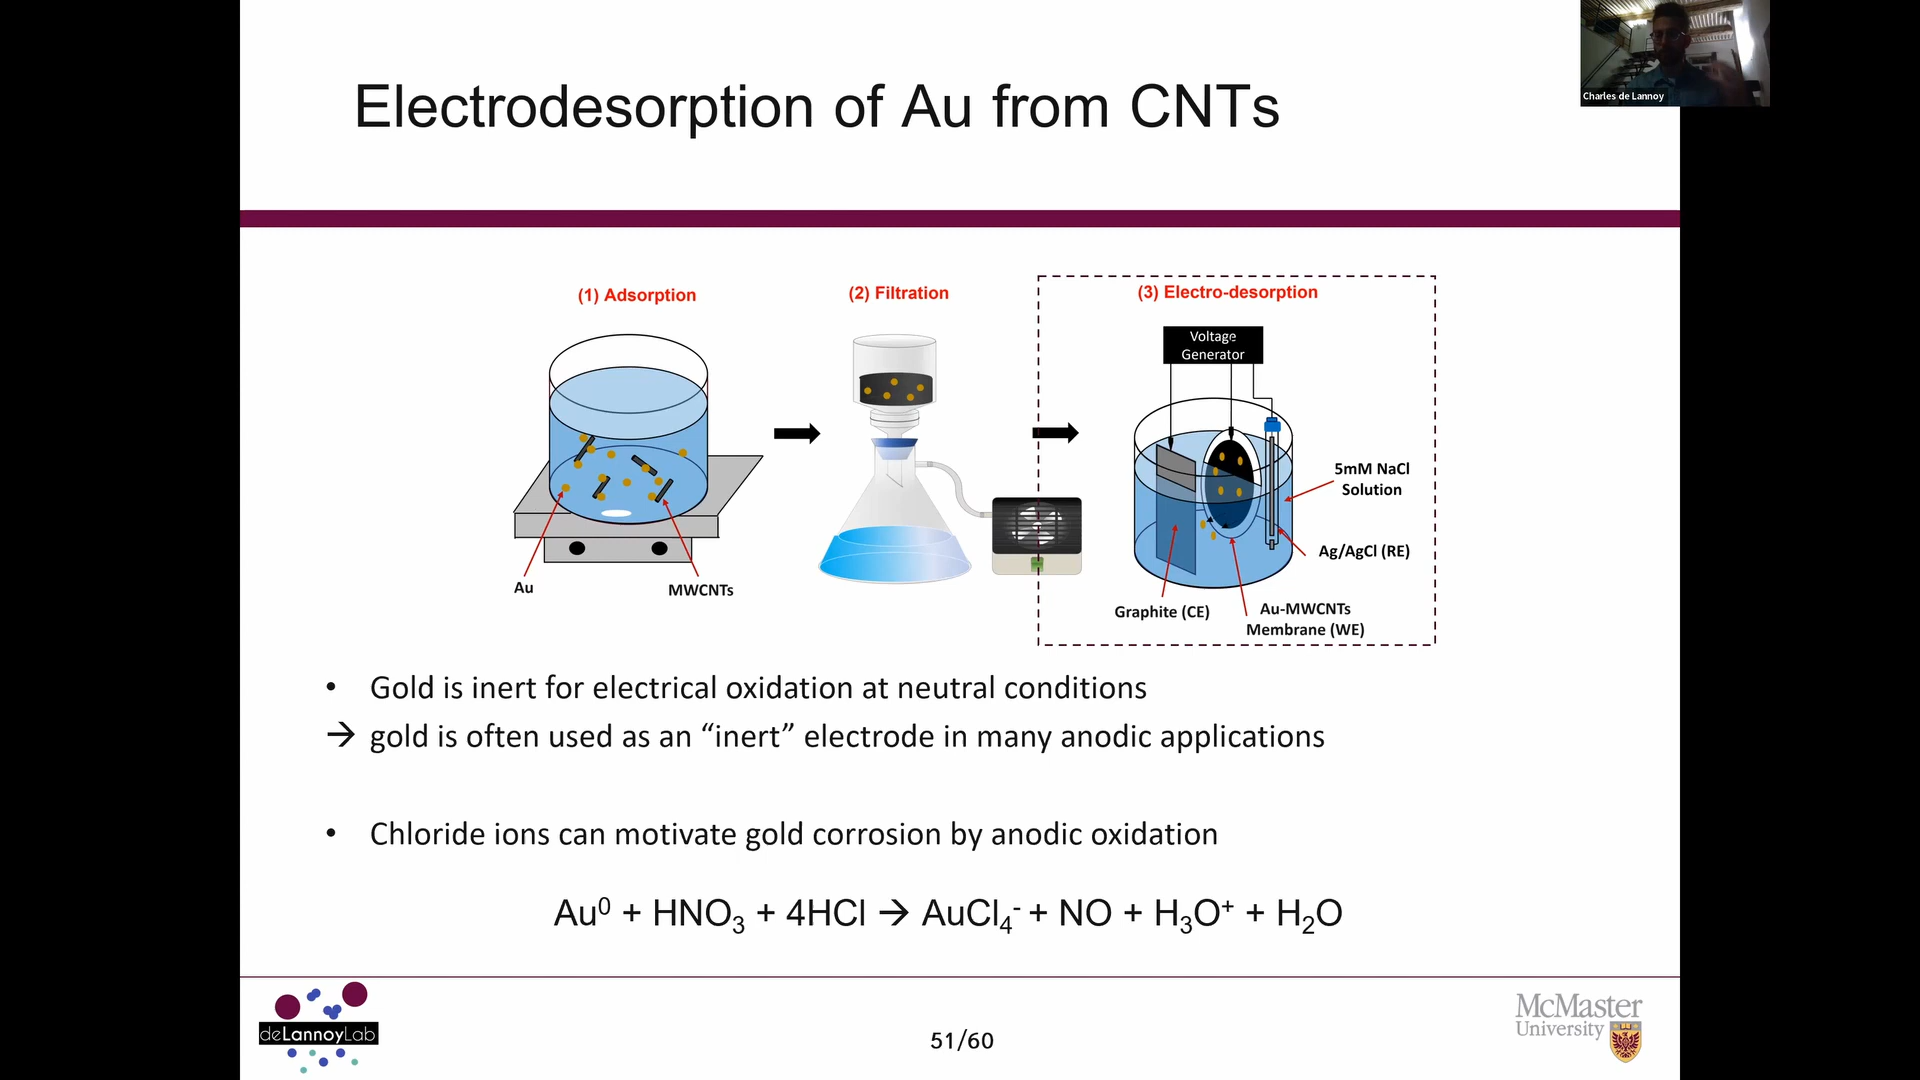 Charles de Lannoy
Electrodesorption of Au from CNTs
(1) Adsorption
(2) Filtration
(3) Electro-desorption
Voltage
Generator
5mM NaCl
Solution
Ag/AgCl (RE)
Au
MWCNTs
Graphite (CE)
Au-MWCNTs
Membrane (WE)
• Gold is inert for electrical oxidation at neutral conditions
→ gold is often used as an “inert” electrode in many anodic applications
• Chloride ions can motivate gold corrosion by anodic oxidation
Au⁰ + HNO₃ + 4HCl → AuCl₄⁻ + NO + H₃O⁺ + H₂O
deLannoyLab
51/60
McMaster
University